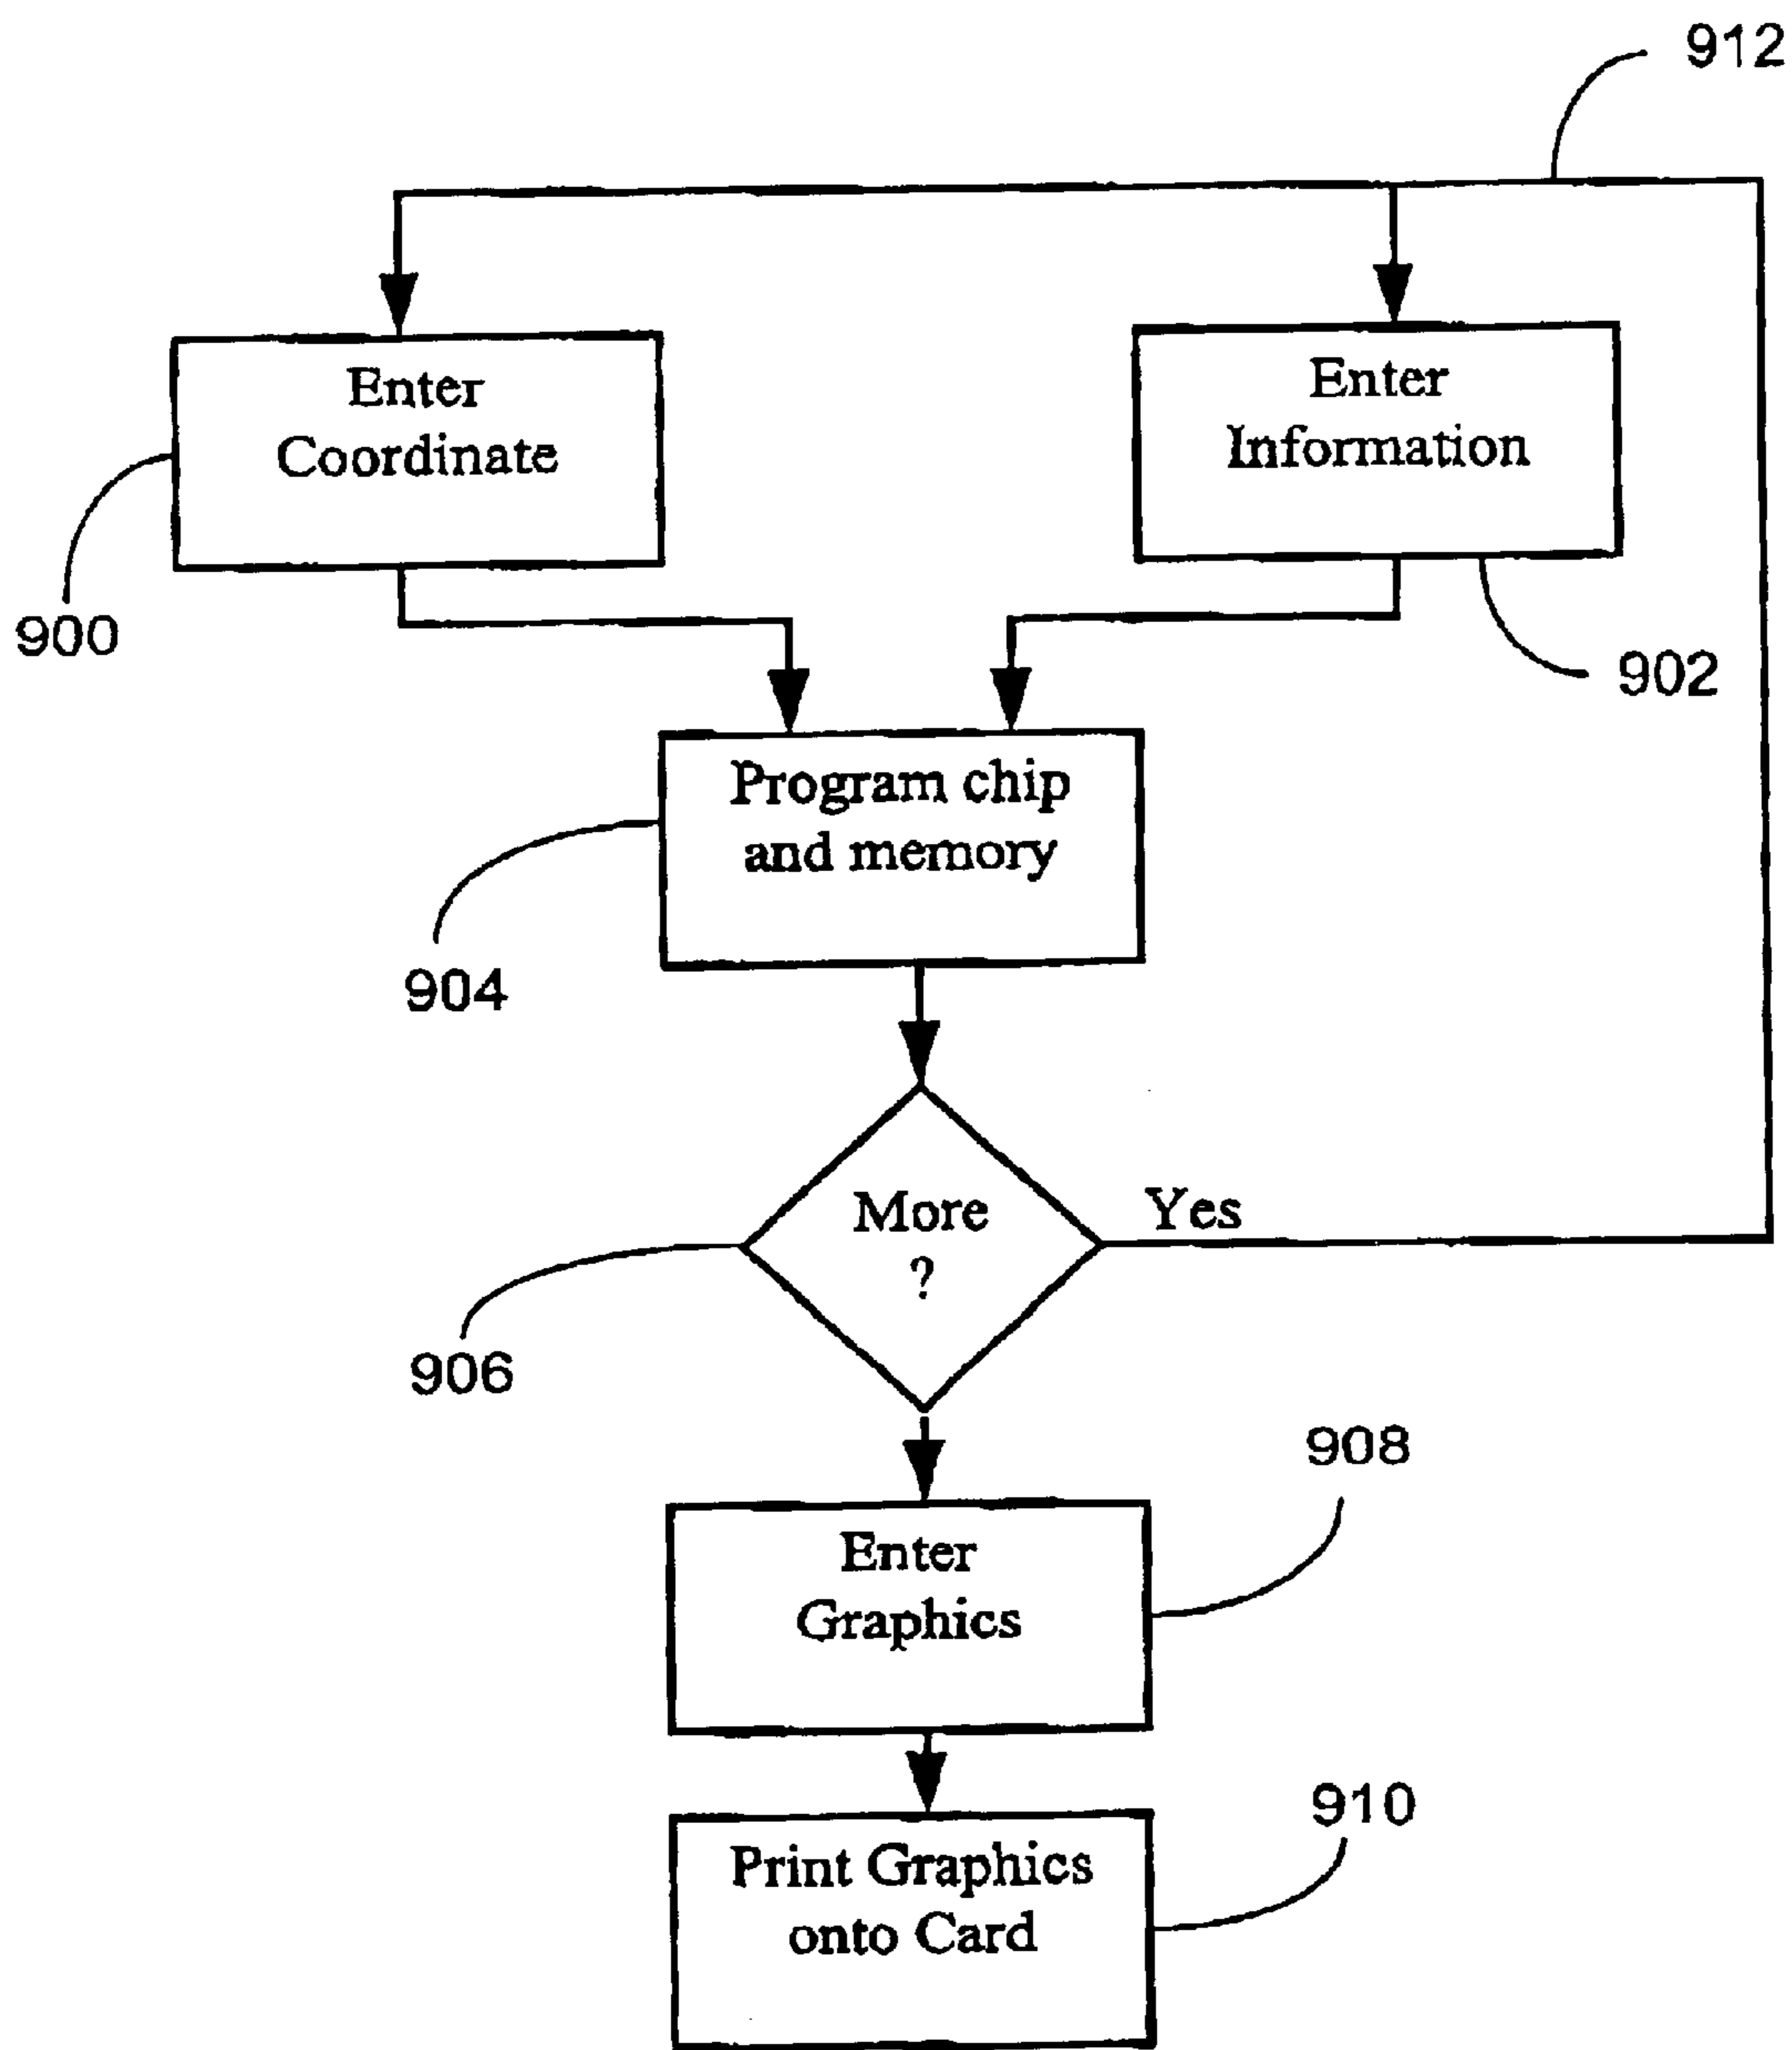 912
Enter
Coordinate
Enter
Information
900
902
Program chip
and memory
904
More
?
Yes
906
908
Enter
Graphics
910
Print Graphics
onto Card